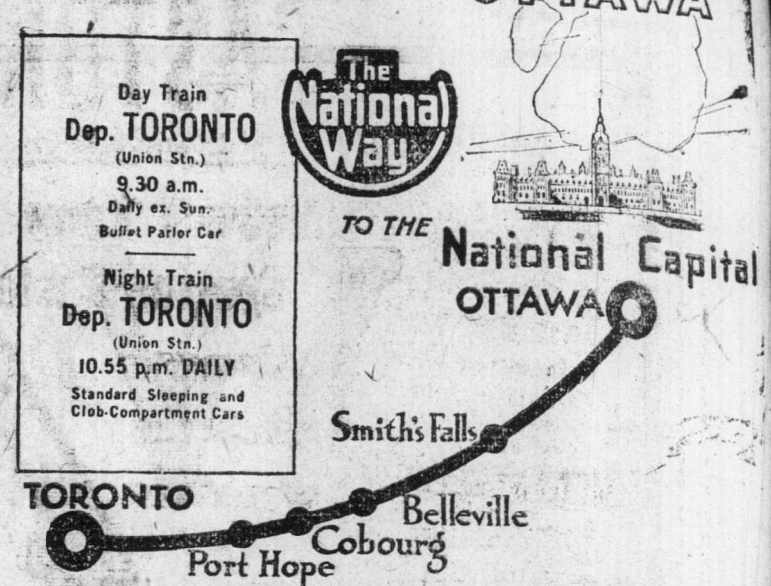 OTTAWA
Day Train
Dep. TORONTO
(Union Stn.)
9.30 a.m.
Daily ex. Sun.
Buffet Parlor Car
Night Train
Dep. TORONTO
(Union Stn.)
10.55 p.m. DAILY
Standard Sleeping and
Club-Compartment Cars
The
National
Way
TO THE
National Capital
OTTAWA
Smith's Falls
Belleville
Cobourg
Port Hope
TORONTO